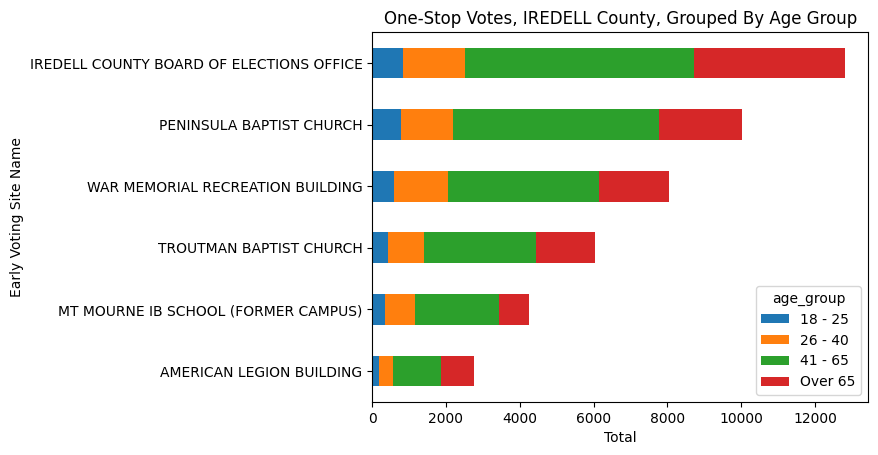 One-Stop Votes, IREDELL County, Grouped By Age Group
Early Voting Site Name
IREDELL COUNTY BOARD OF ELECTIONS OFFICE
PENINSULA BAPTIST CHURCH
WAR MEMORIAL RECREATION BUILDING
TROUTMAN BAPTIST CHURCH
MT MOURNE IB SCHOOL (FORMER CAMPUS)
AMERICAN LEGION BUILDING
age_group
18 - 25
26 - 40
41 - 65
Over 65
0 2000 4000 6000 8000 10000 12000
Total